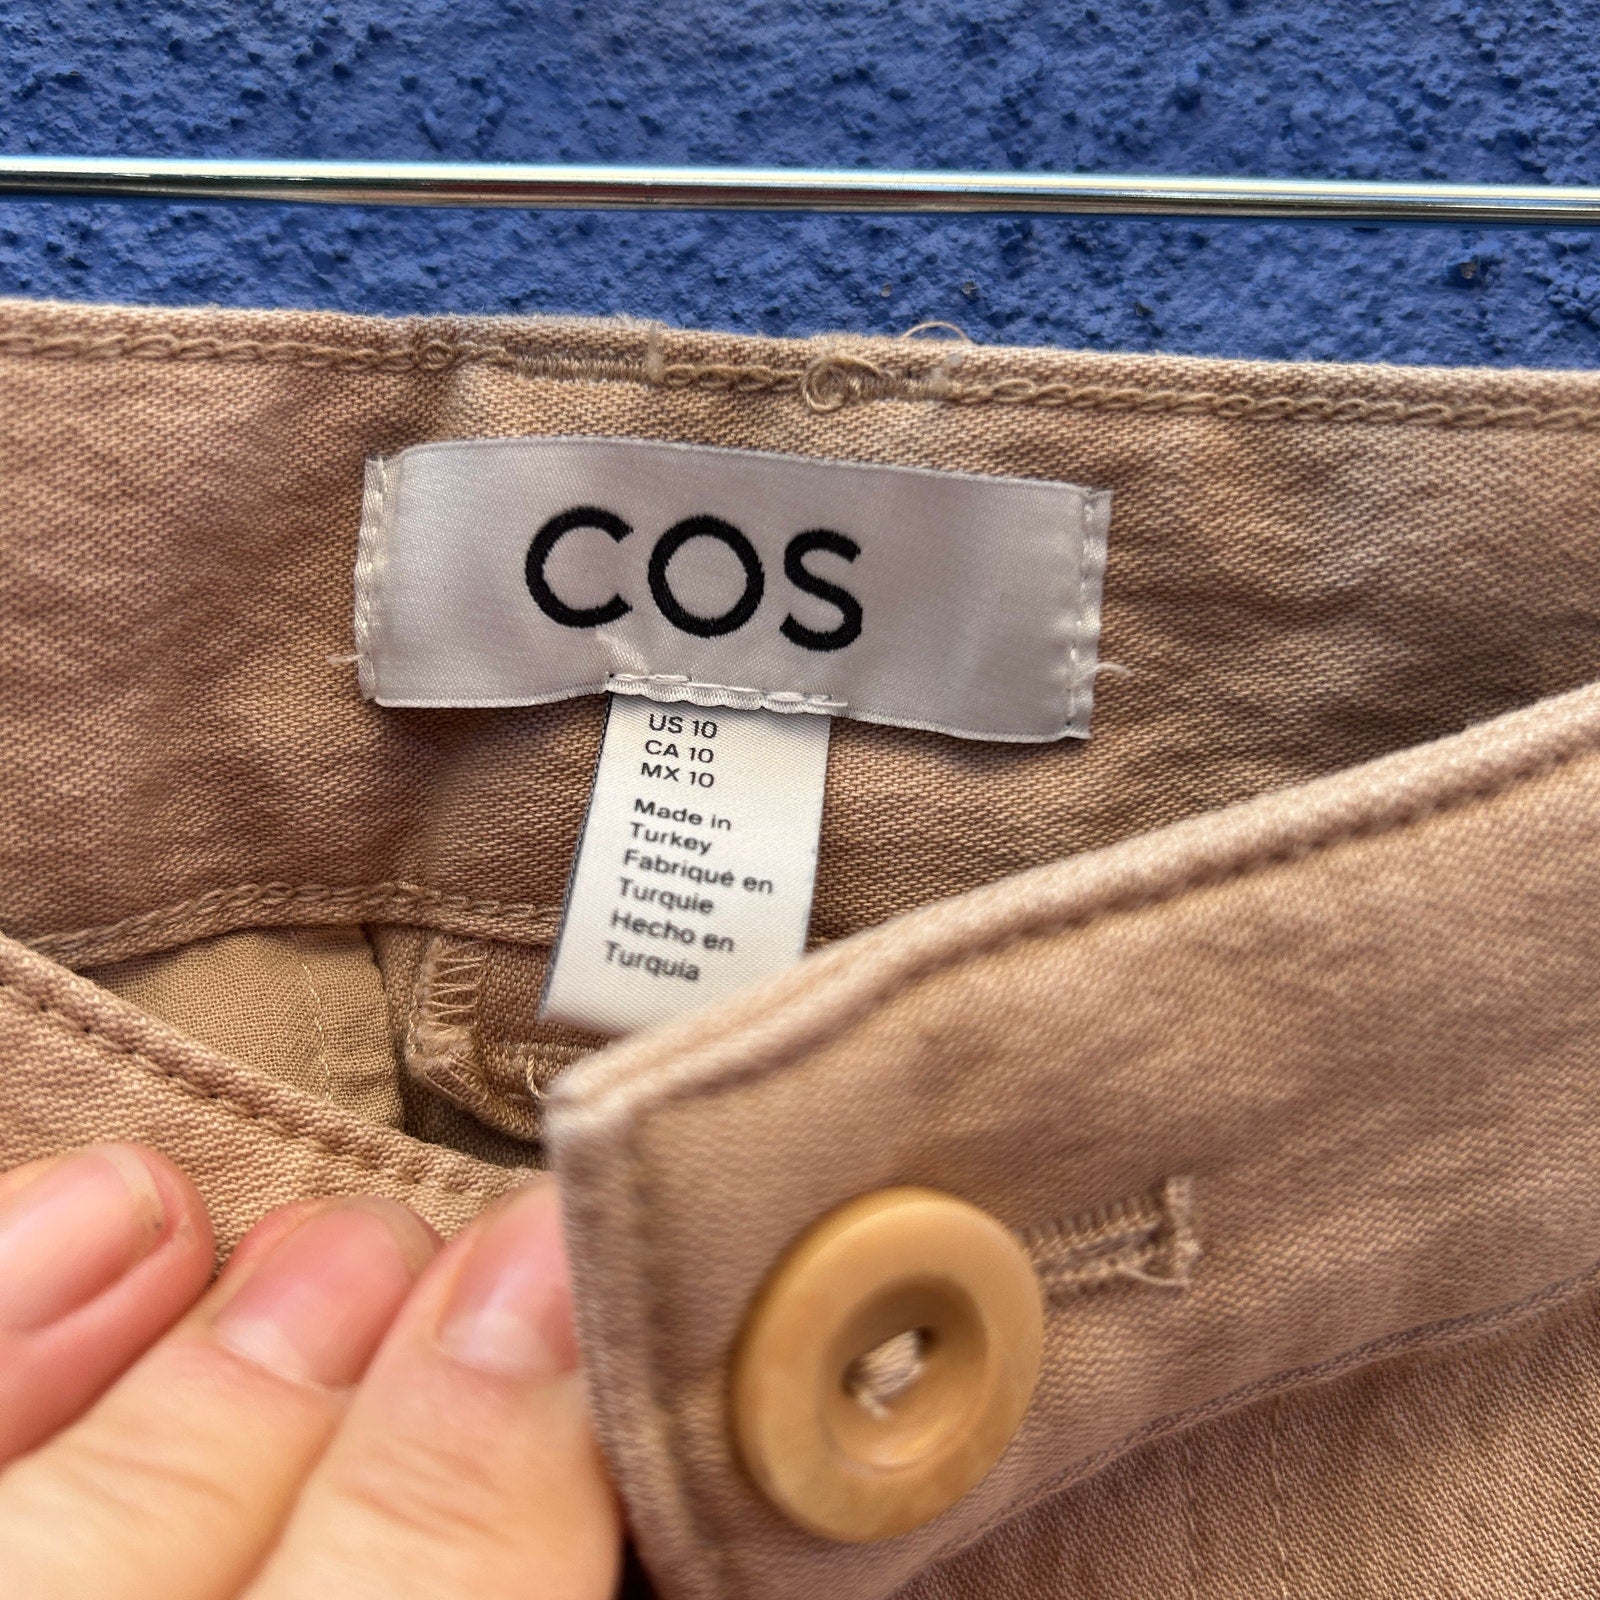 COS
US 10
CA 10
MX 10
Made in
Turkey
Fabriqué en
Turquie
Hecho en
Turquía